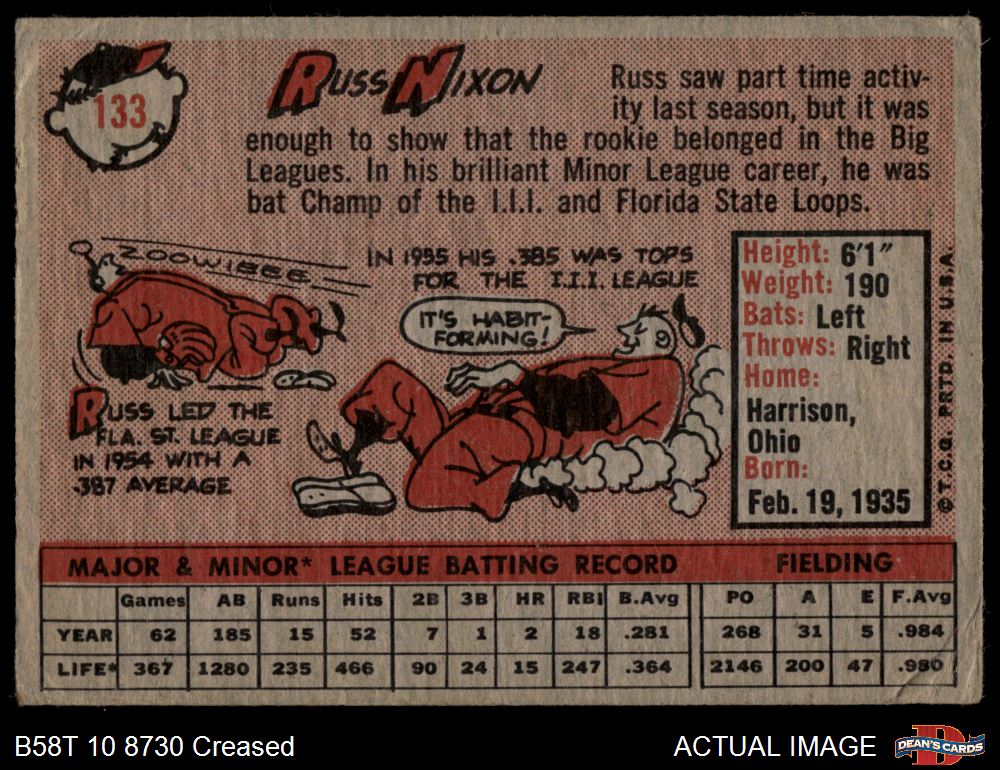 133
RUSS NIXON
Russ saw part time activ-
ity last season, but it was
enough to show that the rookie belonged in the Big
Leagues. In his brilliant Minor League career, he was
bat Champ of the I.I.I. and Florida State Loops.
ZOOWIEEE
IN 1955 HIS .385 WAS TOPS
FOR THE I.I.I. LEAGUE
IT'S HABIT-
FORMING!
RUSS LED THE
FLA. ST. LEAGUE
IN 1954 WITH A
.387 AVERAGE
Height: 6'1"
Weight: 190
Bats: Left
Throws: Right
Home:
Harrison,
Ohio
Born:
Feb. 19, 1935
© T.C.G. PRTD. IN U.S.A.
MAJOR & MINOR* LEAGUE BATTING RECORD FIELDING
Games AB Runs Hits 2B 3B HR RBI B.Avg PO A E F.Avg
YEAR 62 185 15 52 7 1 2 18 .281 268 31 5 .984
LIFE* 367 1280 235 466 90 24 15 247 .364 2146 200 47 .980
B58T 10 8730 Creased
ACTUAL IMAGE
D
DEAN'S CARDS